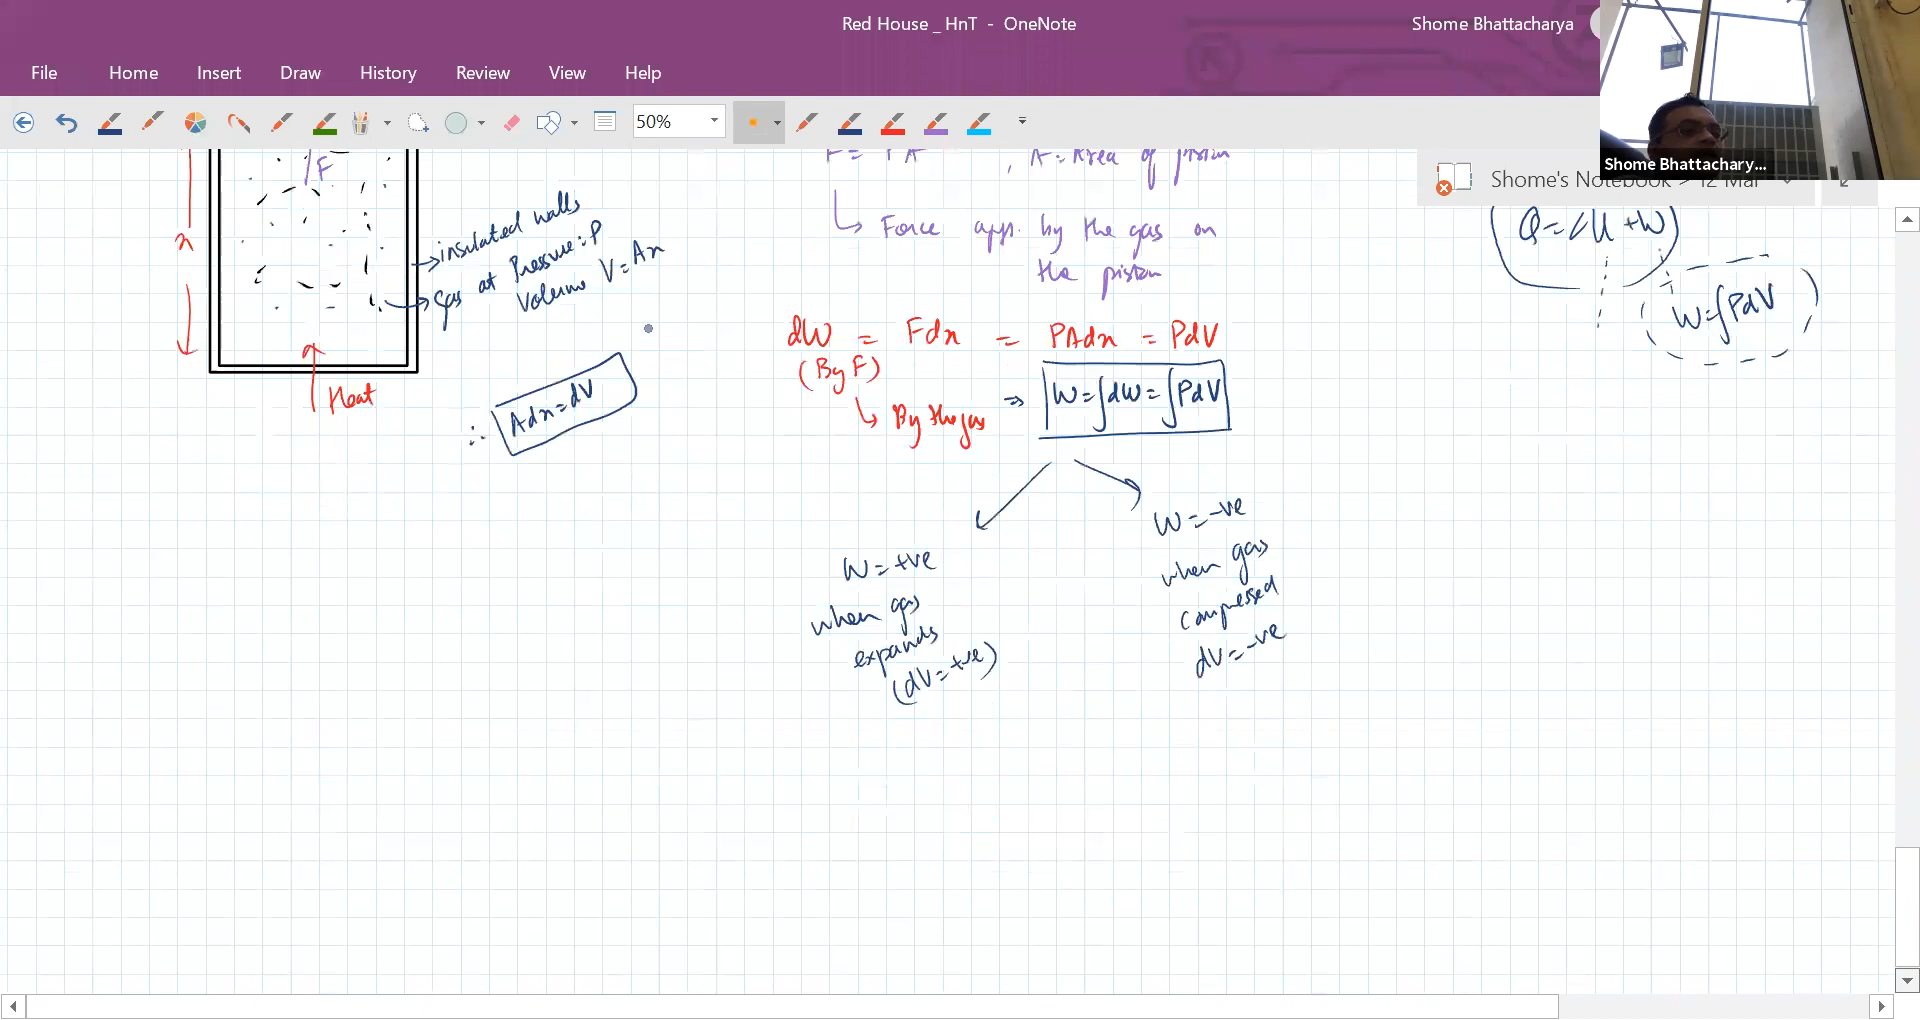 Red House _ HnT - OneNote
Shome Bhattacharya
File Home Insert Draw History Review View Help
50%
Shome Bhattachary...
Shome's Notebook > 12 Mar
F = PA , A = Area of piston
↳ Force app. by the gas on
the piston
F
x
→ insulated walls
→ gas at Pressure: P
Volume V = Ax
Heat
∴ Adx = dV
dW = Fdx = PAdx = PdV
(By F)
↳ By the gas ⇒ W = ∫dW = ∫PdV
W = +ve
when gas
expands
(dV = +ve)
W = -ve
when gas
compressed
dV = -ve
Q = ΔU + W
W = ∫PdV